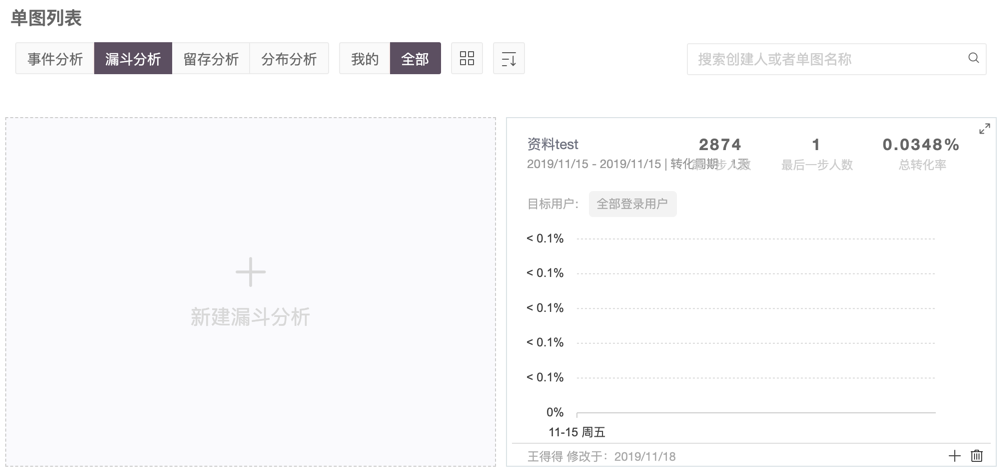 单图列表
事件分析 漏斗分析 留存分析 分布分析 我的 全部 搜索创建人或者单图名称
资料test 2874 1 0.0348%
2019/11/15 - 2019/11/15 | 转化周期 1天 最后一步人数 总转化率
目标用户: 全部登录用户
< 0.1%
< 0.1%
< 0.1%
新建漏斗分析
< 0.1%
< 0.1%
0%
11-15 周五
王得得 修改于: 2019/11/18